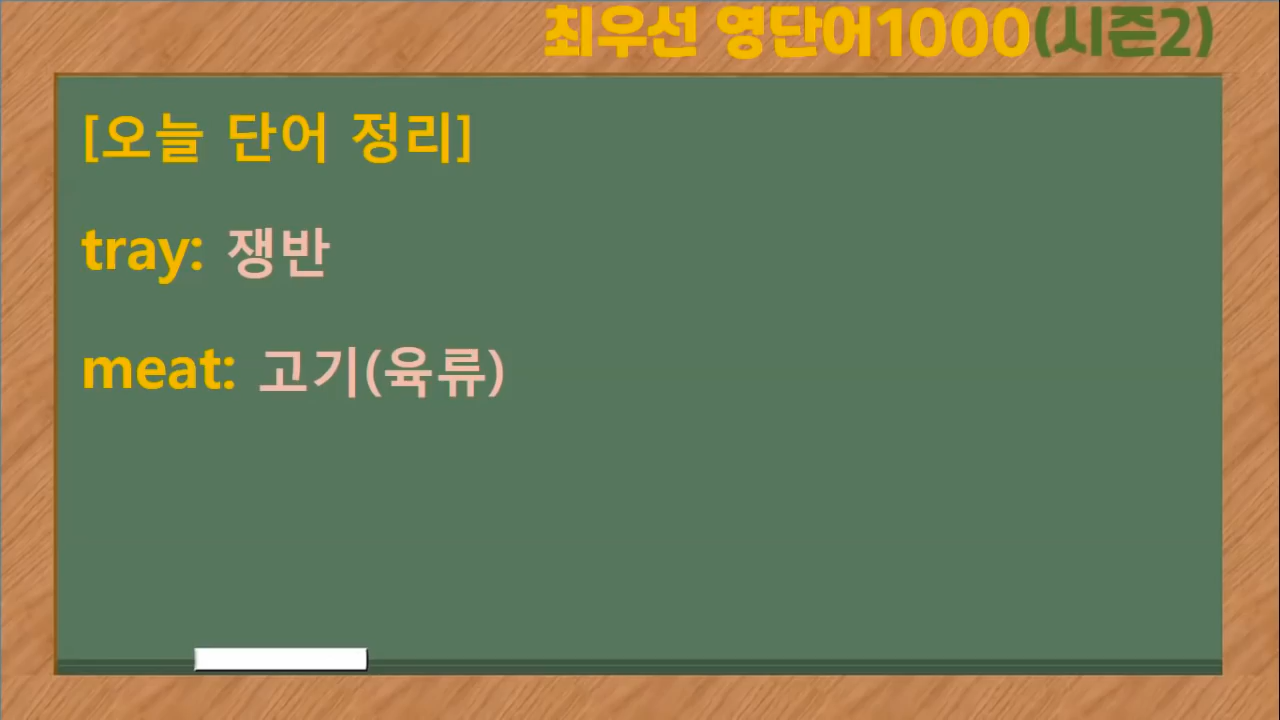 최우선 영단어1000(시즌2)
[오늘 단어 정리]
tray: 쟁반
meat: 고기(육류)